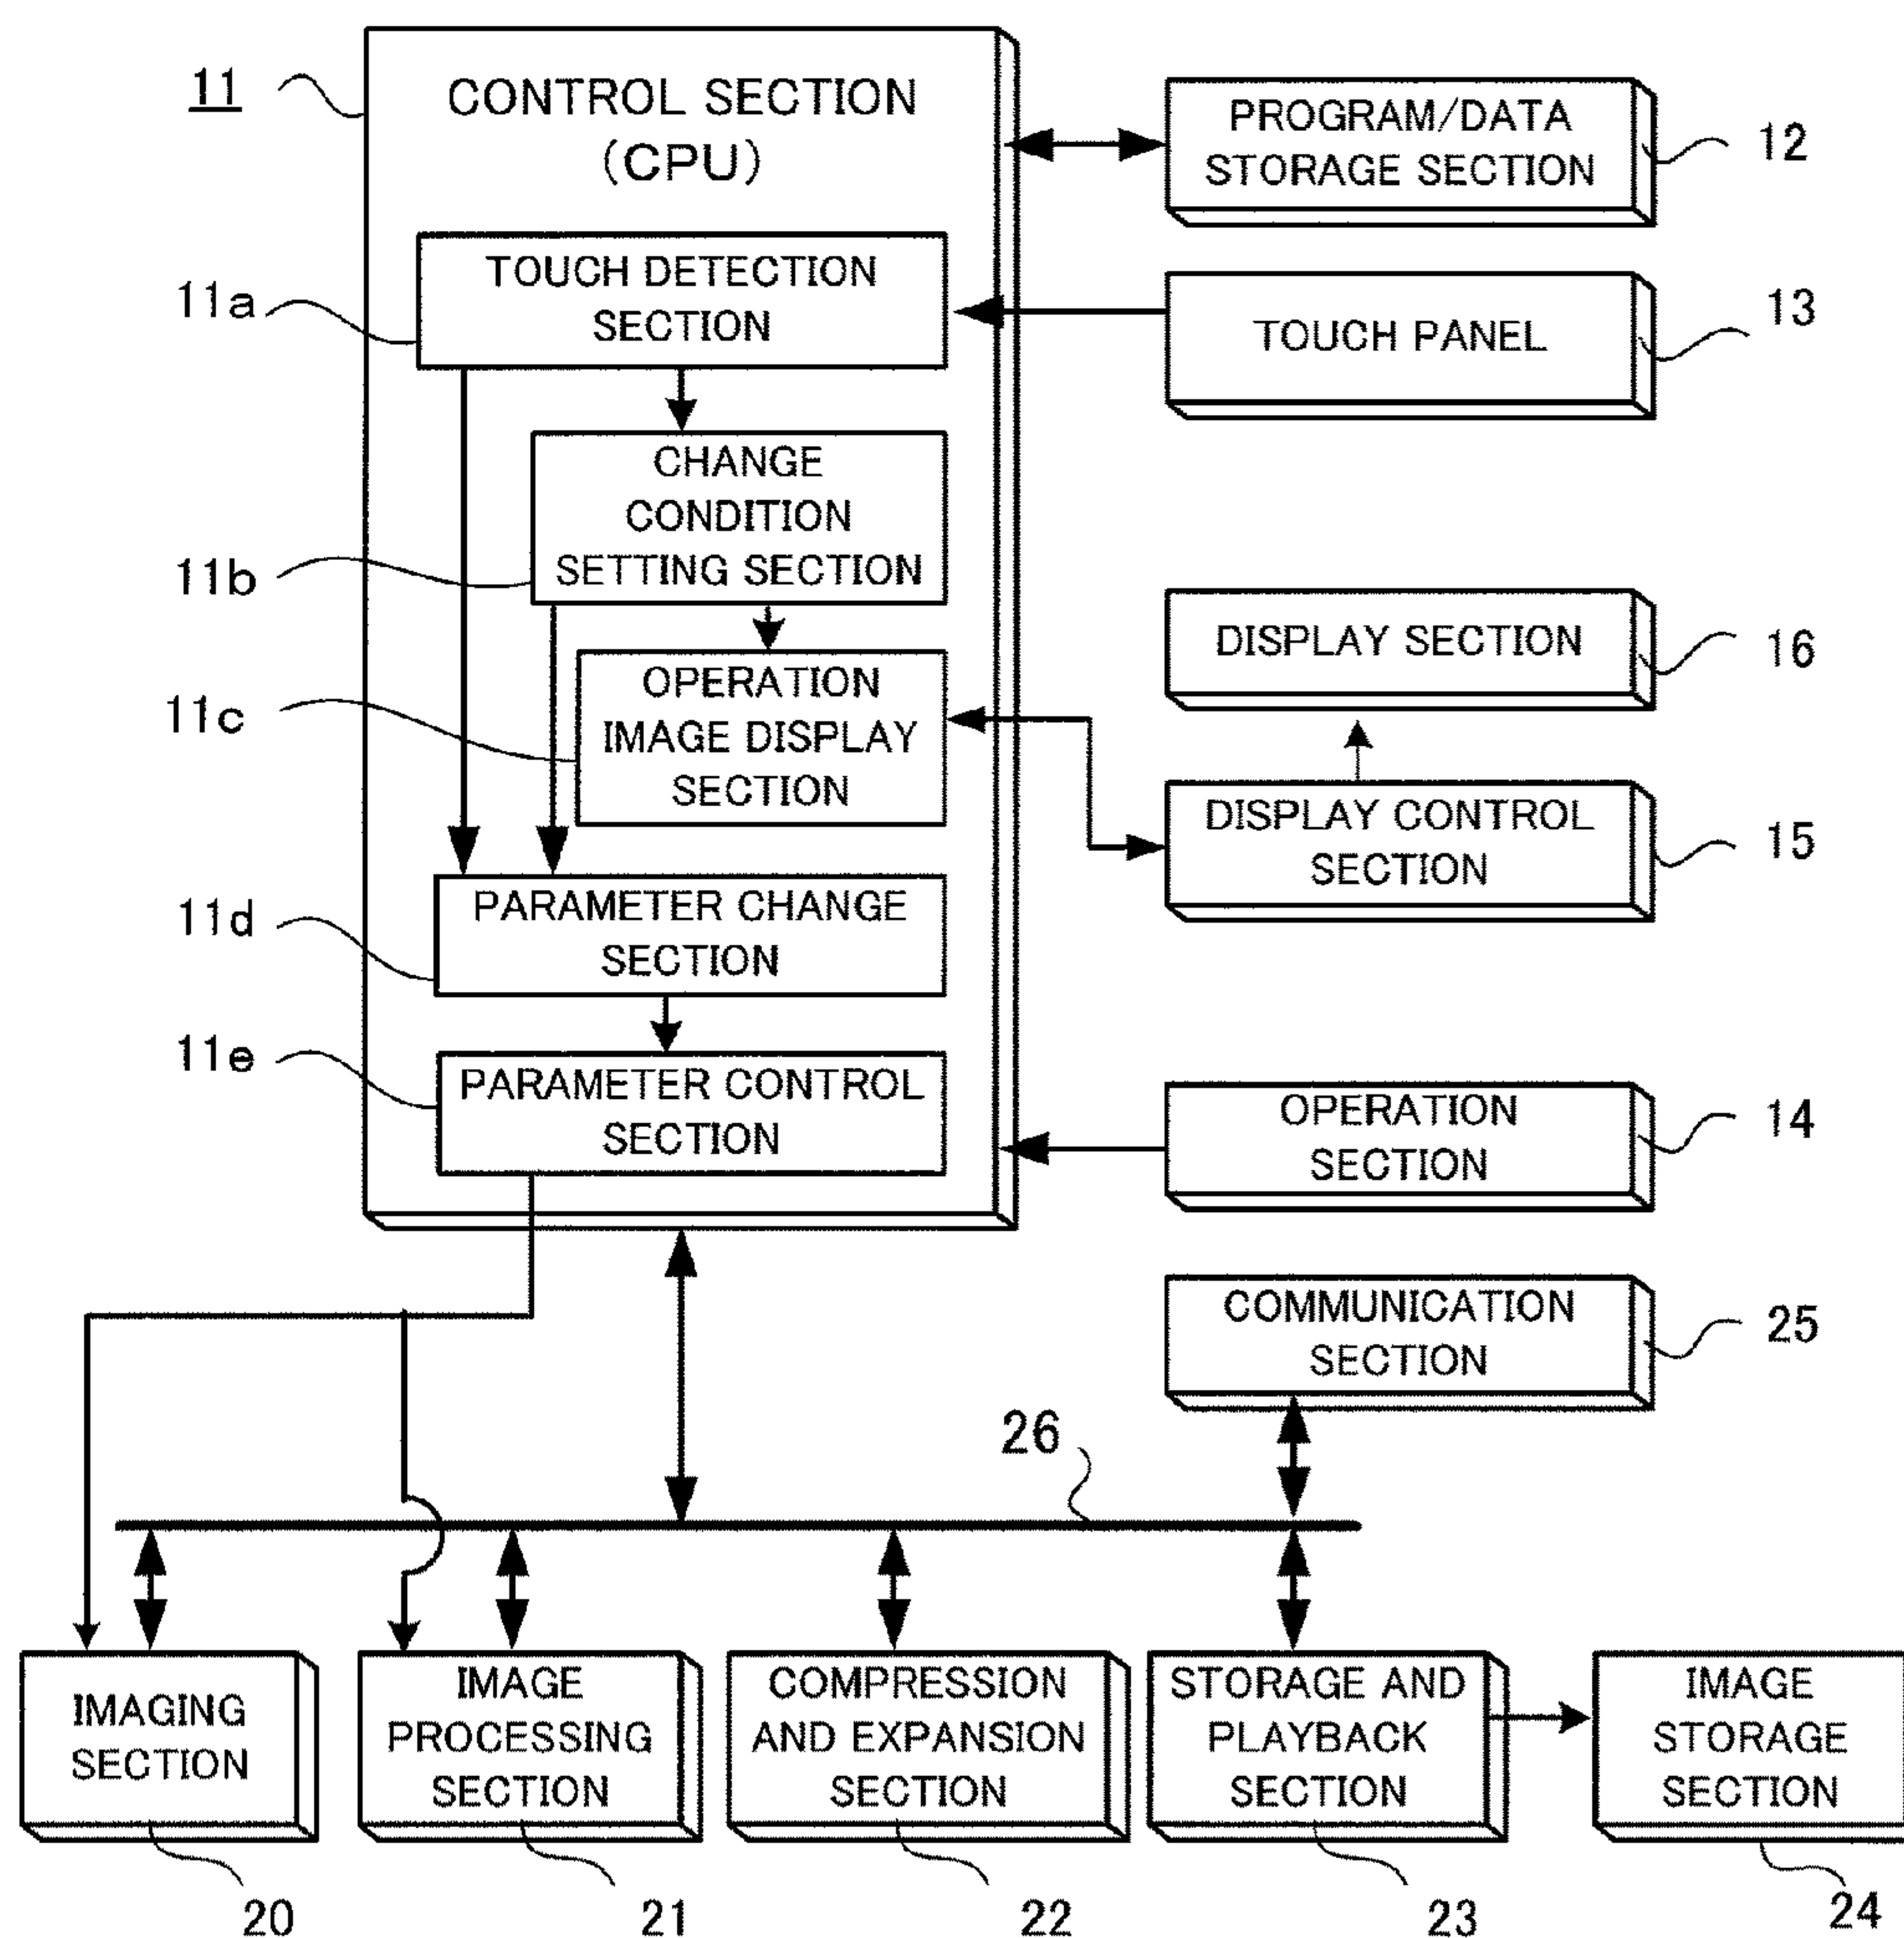 11
CONTROL SECTION
(CPU)
PROGRAM/DATA
STORAGE SECTION
12
11a
TOUCH DETECTION
SECTION
TOUCH PANEL
13
11b
CHANGE
CONDITION
SETTING SECTION
DISPLAY SECTION
16
11c
OPERATION
IMAGE DISPLAY
SECTION
DISPLAY CONTROL
SECTION
15
11d
PARAMETER CHANGE
SECTION
11e
PARAMETER CONTROL
SECTION
OPERATION
SECTION
14
COMMUNICATION
SECTION
25
26
IMAGING
SECTION
IMAGE
PROCESSING
SECTION
COMPRESSION
AND EXPANSION
SECTION
STORAGE AND
PLAYBACK
SECTION
IMAGE
STORAGE
SECTION
20
21
22
23
24